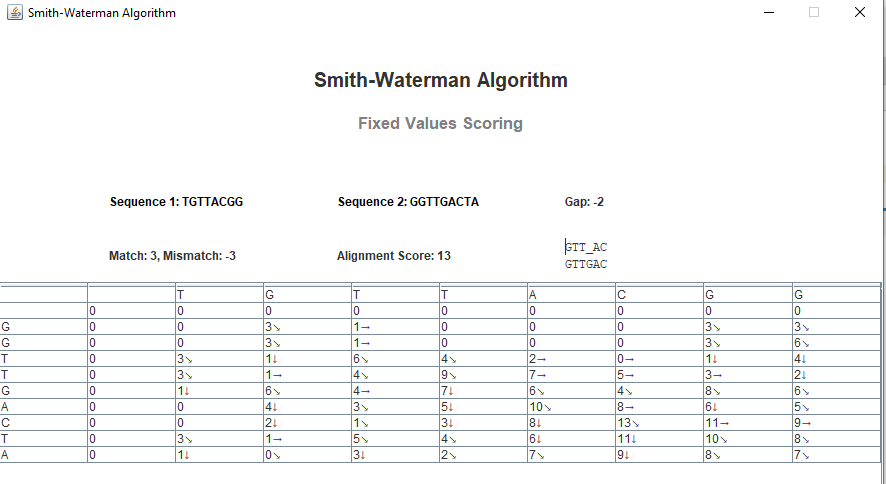 Smith-Waterman Algorithm
Smith-Waterman Algorithm
Fixed Values Scoring
Sequence 1: TGTTACGG Sequence 2: GGTTGACTA Gap: -2
Match: 3, Mismatch: -3 Alignment Score: 13
GTT_AC
GTTGAC
T G T T A C G G
0 0 0 0 0 0 0 0 0
G 0 0 3↘ 1→ 0 0 0 3↘ 3↘
G 0 0 3↘ 1→ 0 0 0 3↘ 6↘
T 0 3↘ 1↓ 6↘ 4↘ 2→ 0→ 1↓ 4↓
T 0 3↘ 1→ 4↘ 9↘ 7→ 5→ 3→ 2↓
G 0 1↓ 6↘ 4→ 7↓ 6↘ 4↘ 8↘ 6↘
A 0 0 4↓ 3↘ 5↓ 10↘ 8→ 6↓ 5↘
C 0 0 2↓ 1↘ 3↓ 8↓ 13↘ 11→ 9→
T 0 3↘ 1→ 5↘ 4↘ 6↓ 11↓ 10↘ 8↘
A 0 1↓ 0↘ 3↓ 2↘ 7↘ 9↓ 8↘ 7↘